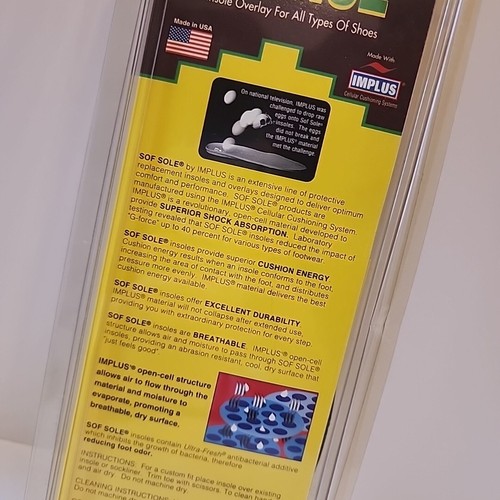 Insole Overlay For All Types Of Shoes
Made in USA
Made With
IMPLUS®
Cellular Cushioning Systems
On national television, IMPLUS was
challenged to drop raw
eggs onto Sof Sole®
insoles. The eggs
did not break and
the IMPLUS® material
met the challenge.
SOF SOLE® by IMPLUS is an extensive line of protective
replacement insoles and overlays designed to deliver optimum
comfort and performance. SOF SOLE® products are
manufactured using the IMPLUS® Cellular Cushioning System.
IMPLUS® is a revolutionary, open-cell material developed to
provide SUPERIOR SHOCK ABSORPTION. Laboratory
testing revealed that SOF SOLE® insoles reduced the impact of
"G-force" up to 40 percent for various types of footwear.
SOF SOLE® insoles provide superior CUSHION ENERGY.
Cushion energy results when an insole conforms to the foot,
increasing the area of contact with the foot, and distributes
pressure more evenly. IMPLUS® material delivers the best
cushion energy available.
SOF SOLE® insoles offer EXCELLENT DURABILITY.
IMPLUS® material will not collapse after extended use,
providing you with extraordinary protection for every step.
SOF SOLE® insoles are BREATHABLE. IMPLUS'® open-cell
structure allows air and moisture to pass through SOF SOLE®
insoles, providing an abrasion resistant, cool, dry surface that
"just feels good".
IMPLUS® open-cell structure
allows air to flow through the
material and moisture to
evaporate, promoting a
breathable, dry surface.
SOF SOLE® insoles contain Ultra-Fresh® antibacterial additive
which inhibits the growth of bacteria, therefore
reducing foot odor.
INSTRUCTIONS: For a custom fit place insole over existing
insole or sockliner. Trim toe with scissors. To clean hand
and air dry. Do not machine dry.
CLEANING INSTRUCTIONS
Do not machine